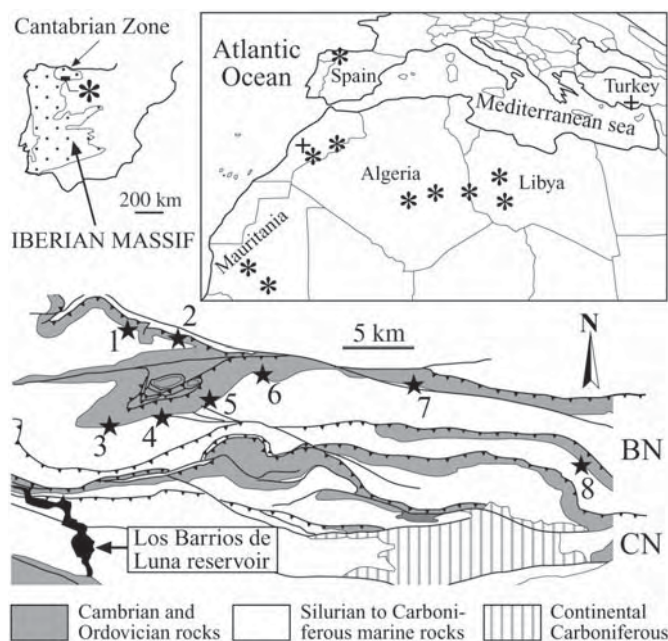 Cantabrian Zone
200 km
IBERIAN MASSIF
Atlantic
Ocean
Spain
Turkey
Mediterranean sea
Algeria
Libya
Mauritania
5 km
N
1
2
3
4
5
6
7
8
BN
CN
Los Barrios de
Luna reservoir
Cambrian and
Ordovician rocks
Silurian to Carboni-
ferous marine rocks
Continental
Carboniferous